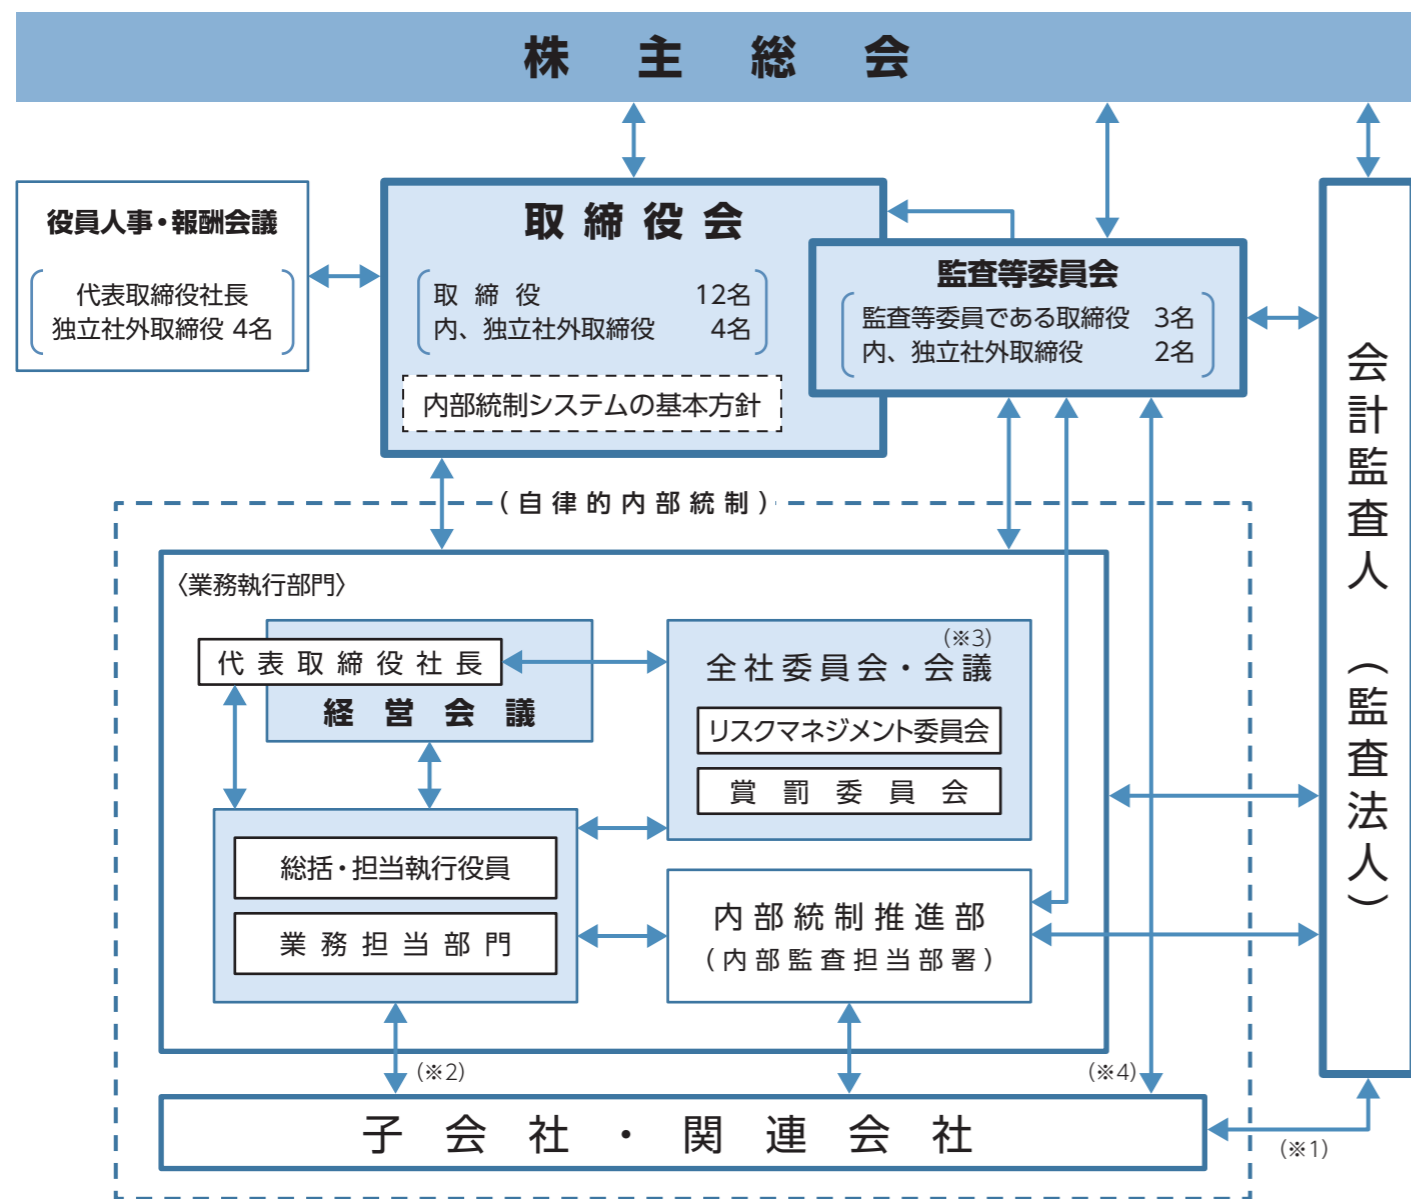 株主総会
役員人事・報酬会議
代表取締役社長
独立社外取締役 4名
取締役会
取締役 12名
内、独立社外取締役 4名
内部統制システムの基本方針
監査等委員会
監査等委員である取締役 3名
内、独立社外取締役 2名
会計監査人（監査法人）
(自律的内部統制)
〈業務執行部門〉
代表取締役社長
経営会議
(※3)
全社委員会・会議
リスクマネジメント委員会
賞罰委員会
総括・担当執行役員
業務担当部門
内部統制推進部
(内部監査担当部署)
(※2)
(※4)
子会社・関連会社
(※1)